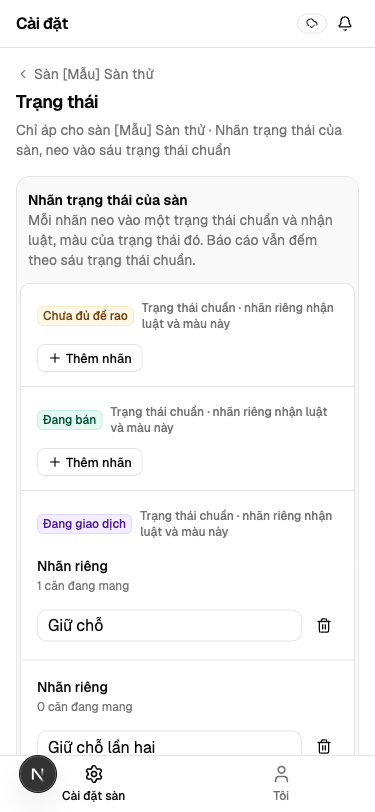 Cài đặt
Sàn [Mẫu] Sàn thử
Trạng thái
Chỉ áp cho sàn [Mẫu] Sàn thử · Nhãn trạng thái của
sàn, neo vào sáu trạng thái chuẩn
Nhãn trạng thái của sàn
Mỗi nhãn neo vào một trạng thái chuẩn và nhận
luật, màu của trạng thái đó. Báo cáo vẫn đếm
theo sáu trạng thái chuẩn.
Chưa đủ để rao
Trạng thái chuẩn · nhãn riêng nhận
luật và màu này
+ Thêm nhãn
Đang bán
Trạng thái chuẩn · nhãn riêng nhận luật
và màu này
+ Thêm nhãn
Đang giao dịch
Trạng thái chuẩn · nhãn riêng nhận
luật và màu này
Nhãn riêng
1 căn đang mang
Giữ chỗ
Nhãn riêng
0 căn đang mang
Giữ chỗ lần hai
N
Cài đặt sàn
Tôi